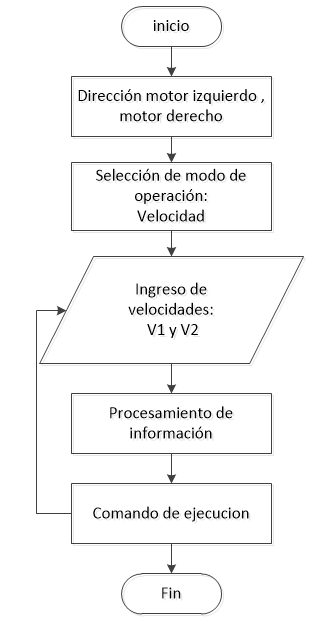 inicio
Dirección motor izquierdo ,
motor derecho
Selección de modo de
operación:
Velocidad
Ingreso de
velocidades:
V1 y V2
Procesamiento de
información
Comando de ejecucion
Fin